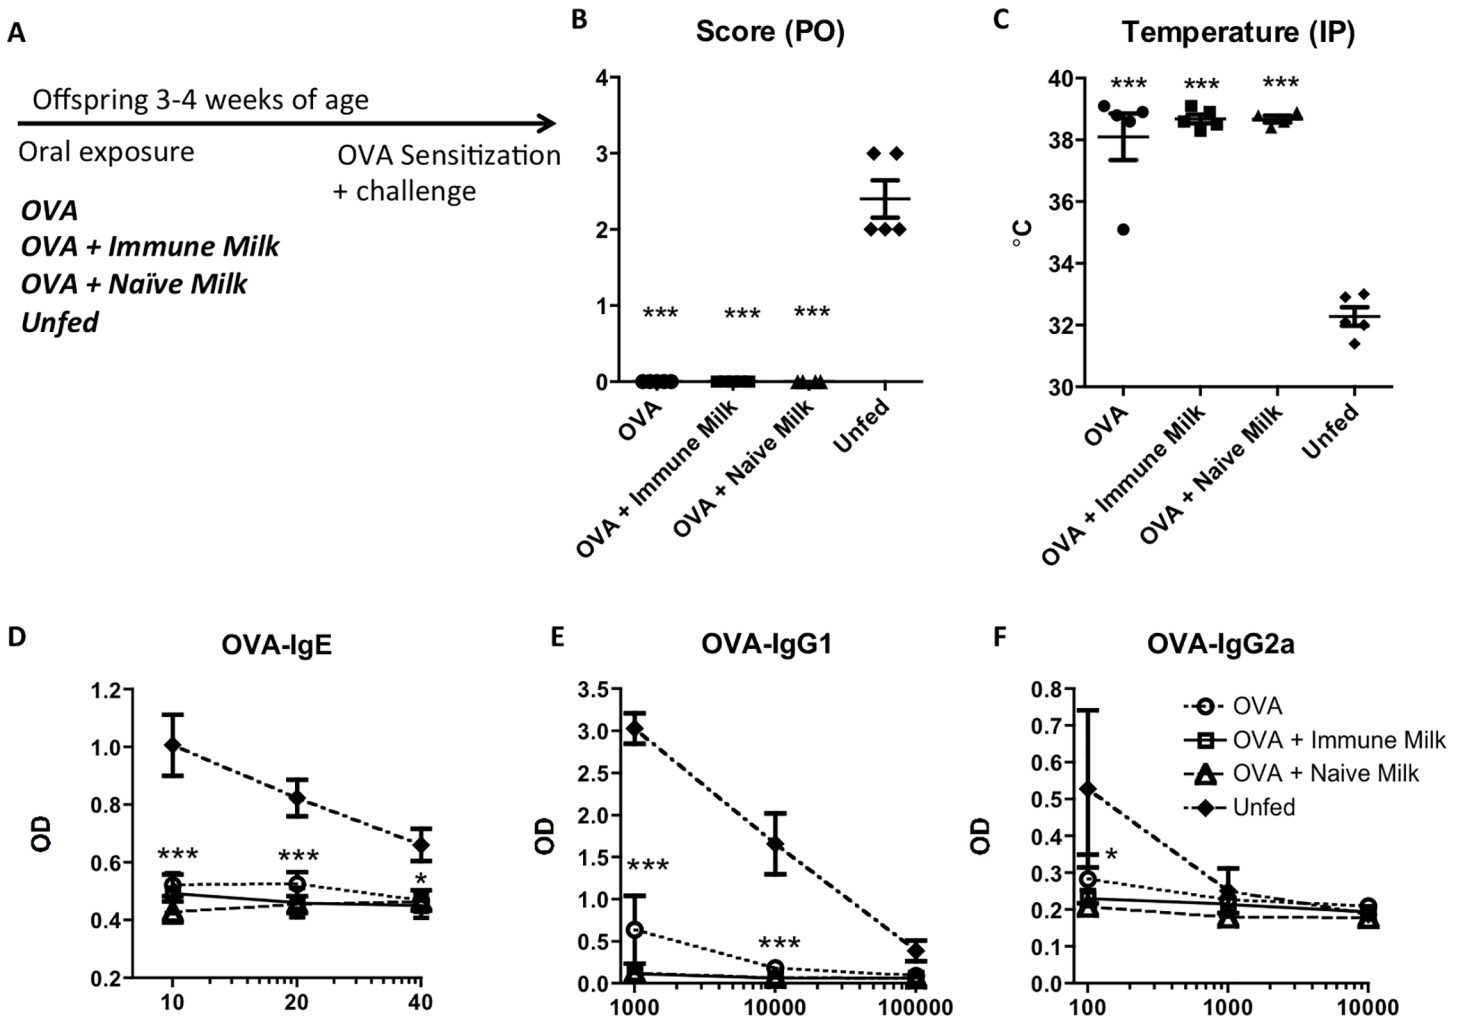 A
Offspring 3-4 weeks of age
Oral exposure
OVA Sensitization
+ challenge
OVA
OVA + Immune Milk
OVA + Naïve Milk
Unfed
B
Score (PO)
4
3
2
1
0
***
***
***
OVA
OVA + Immune Milk
OVA + Naive Milk
Unfed
C
Temperature (IP)
°C
40
38
36
34
32
30
***
***
***
OVA
OVA + Immune Milk
OVA + Naive Milk
Unfed
D
OVA-IgE
OD
1.2
1.0
0.8
0.6
0.4
0.2
***
***
*
10
20
40
E
OVA-IgG1
OD
3.5
3.0
2.5
2.0
1.5
1.0
0.5
0.0
***
***
1000
10000
100000
F
OVA-IgG2a
OD
0.8
0.7
0.6
0.5
0.4
0.3
0.2
0.1
0.0
*
100
1000
10000
OVA
OVA + Immune Milk
OVA + Naive Milk
Unfed